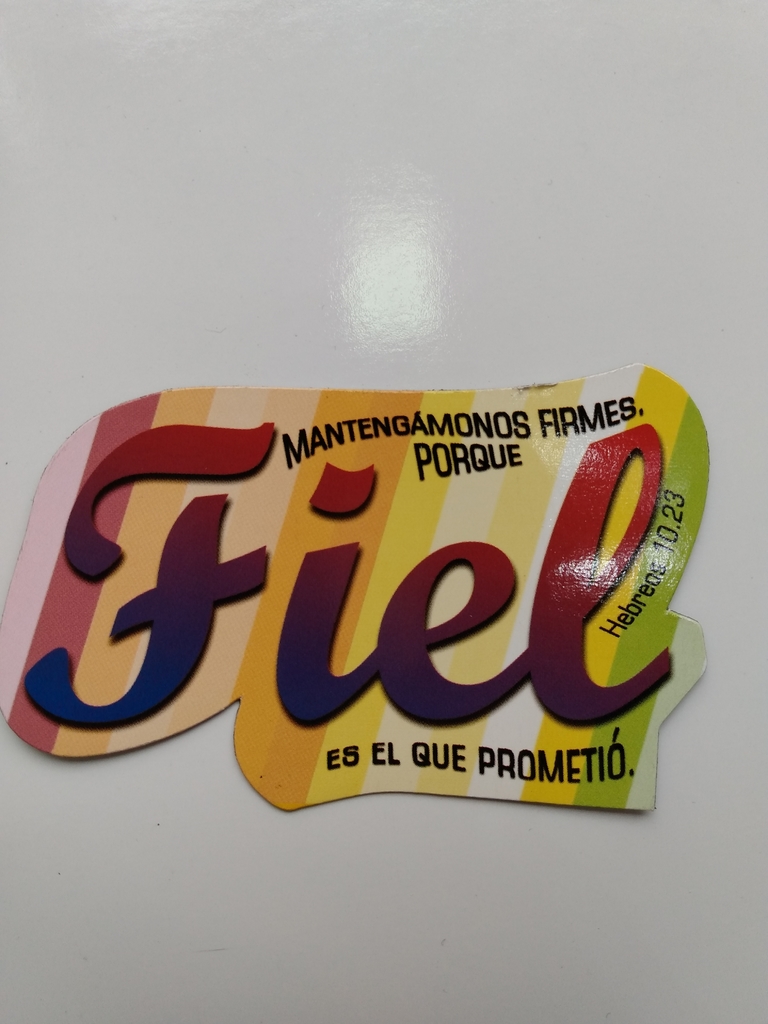 MANTENGÁMONOS FIRMES,
PORQUE
Fiel
Hebreos 10.23
ES EL QUE PROMETIÓ.